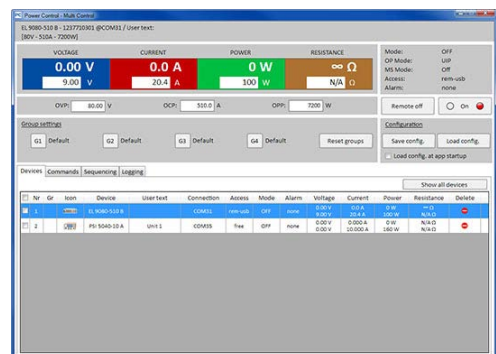 Power Control - Multi Control
EL 9080-510 B - 1237710301 @COM31 / User text:
[80V - 510A - 7200W]
VOLTAGE CURRENT POWER RESISTANCE
0.00 V 0.0 A 0 W ∞ Ω
9.00 V 20.4 A 100 W N/A Ω
Mode: OFF
OP Mode: UIP
MS Mode: Off
Access: rem-usb
Alarm: none
OVP: 80.00 V OCP: 510.0 A OPP: 7200 W
Remote off On
Group settings
G1 Default G2 Default G3 Default G4 Default Reset groups
Configuration
Save config. Load config.
Load config. at app startup
Devices Commands Sequencing Logging
Show all devices
Nr Gr Icon Device User text Connection Access Mode Alarm Voltage Current Power Resistance Delete
1 EL 9080-510 B COM31 rem-usb OFF none 0.00 V 0.0 A 0 W ∞ Ω
9.00 V 20.4 A 100 W N/A Ω
2 PSI 5040-10 A Unit 1 COM35 free OFF none 0.00 V 0.000 A 0 W N/A Ω
0.00 V 10.000 A 160 W N/A Ω